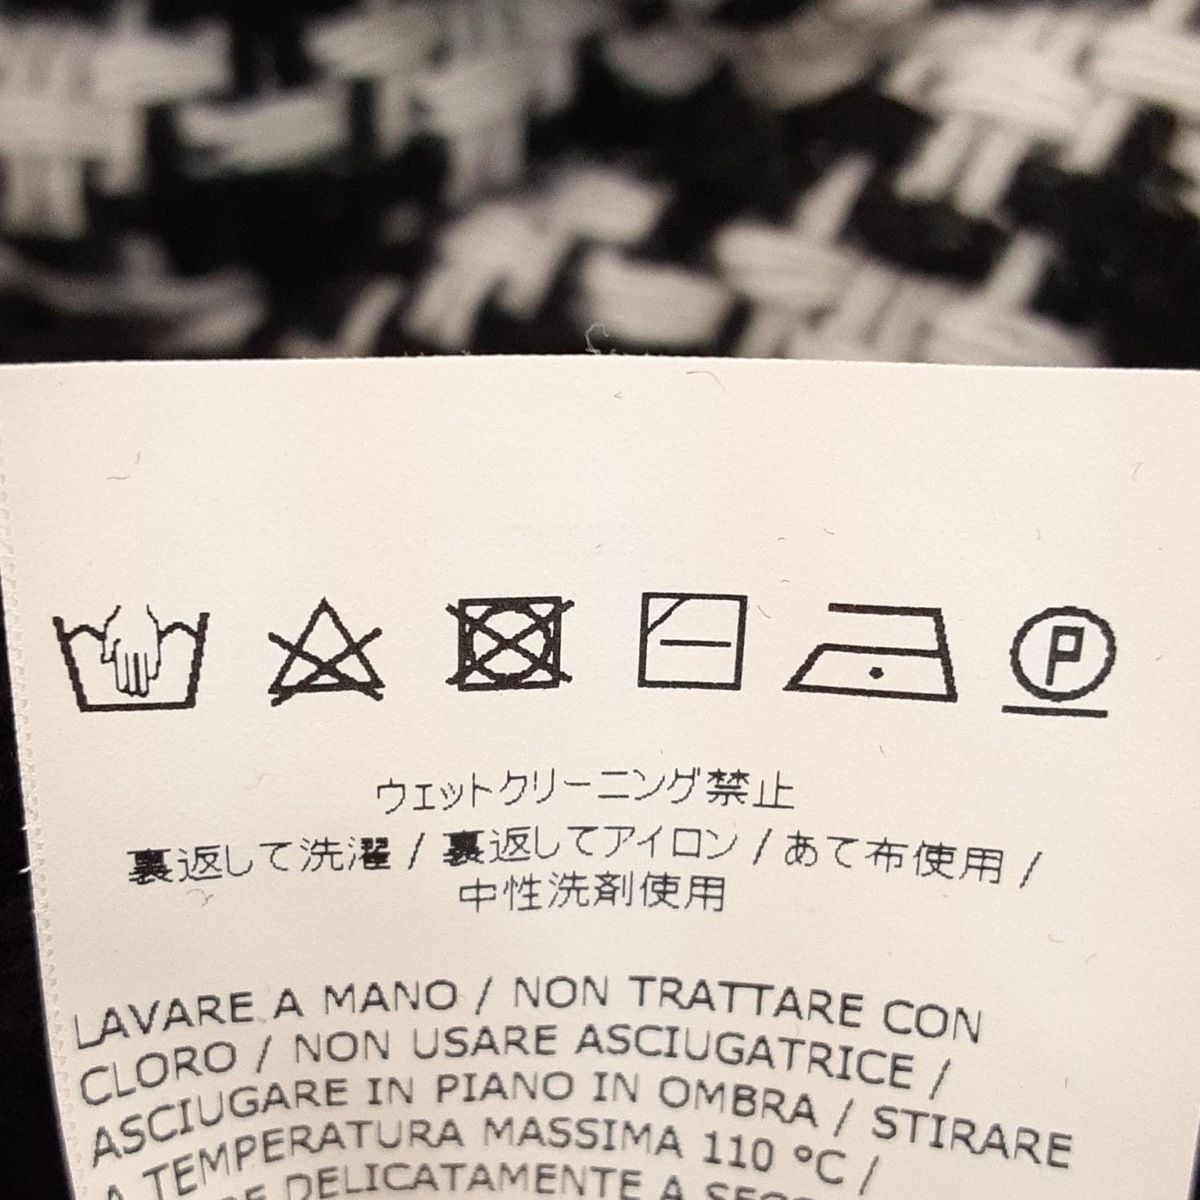 P
ウェットクリーニング禁止
裏返して洗濯 / 裏返してアイロン / あて布使用 /
中性洗剤使用
LAVARE A MANO / NON TRATTARE CON
CLORO / NON USARE ASCIUGATRICE /
ASCIUGARE IN PIANO IN OMBRA / STIRARE
A TEMPERATURA MASSIMA 110 °C /
DELICATAMENTE A